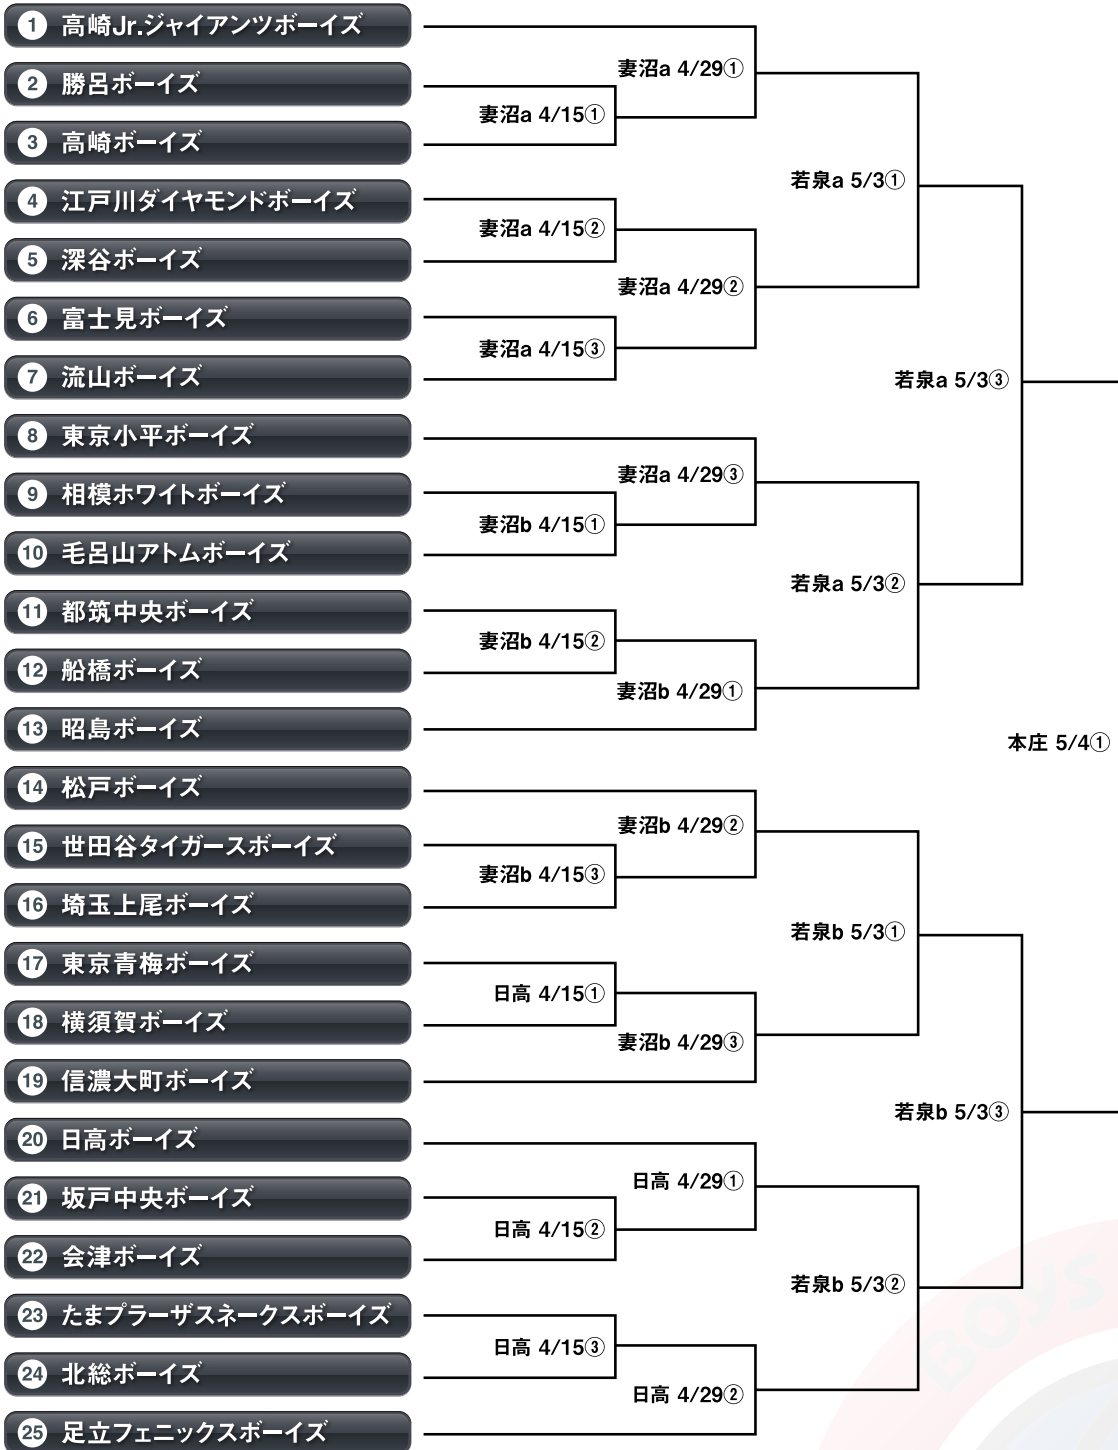 1 高崎Jr.ジャイアンツボーイズ
2 勝呂ボーイズ
3 高崎ボーイズ
4 江戸川ダイヤモンドボーイズ
5 深谷ボーイズ
6 富士見ボーイズ
7 流山ボーイズ
8 東京小平ボーイズ
9 相模ホワイトボーイズ
10 毛呂山アトムボーイズ
11 都筑中央ボーイズ
12 船橋ボーイズ
13 昭島ボーイズ
14 松戸ボーイズ
15 世田谷タイガースボーイズ
16 埼玉上尾ボーイズ
17 東京青梅ボーイズ
18 横須賀ボーイズ
19 信濃大町ボーイズ
20 日高ボーイズ
21 坂戸中央ボーイズ
22 会津ボーイズ
23 たまプラーザスネークスボーイズ
24 北総ボーイズ
25 足立フェニックスボーイズ
妻沼a 4/15①
妻沼a 4/15②
妻沼a 4/15③
妻沼b 4/15①
妻沼b 4/15②
妻沼b 4/15③
日高 4/15①
日高 4/15②
日高 4/15③
妻沼a 4/29①
妻沼a 4/29②
妻沼a 4/29③
妻沼b 4/29①
妻沼b 4/29②
妻沼b 4/29③
日高 4/29①
日高 4/29②
若泉a 5/3①
若泉a 5/3②
若泉b 5/3①
若泉b 5/3②
若泉a 5/3③
若泉b 5/3③
本庄 5/4①
BOYS